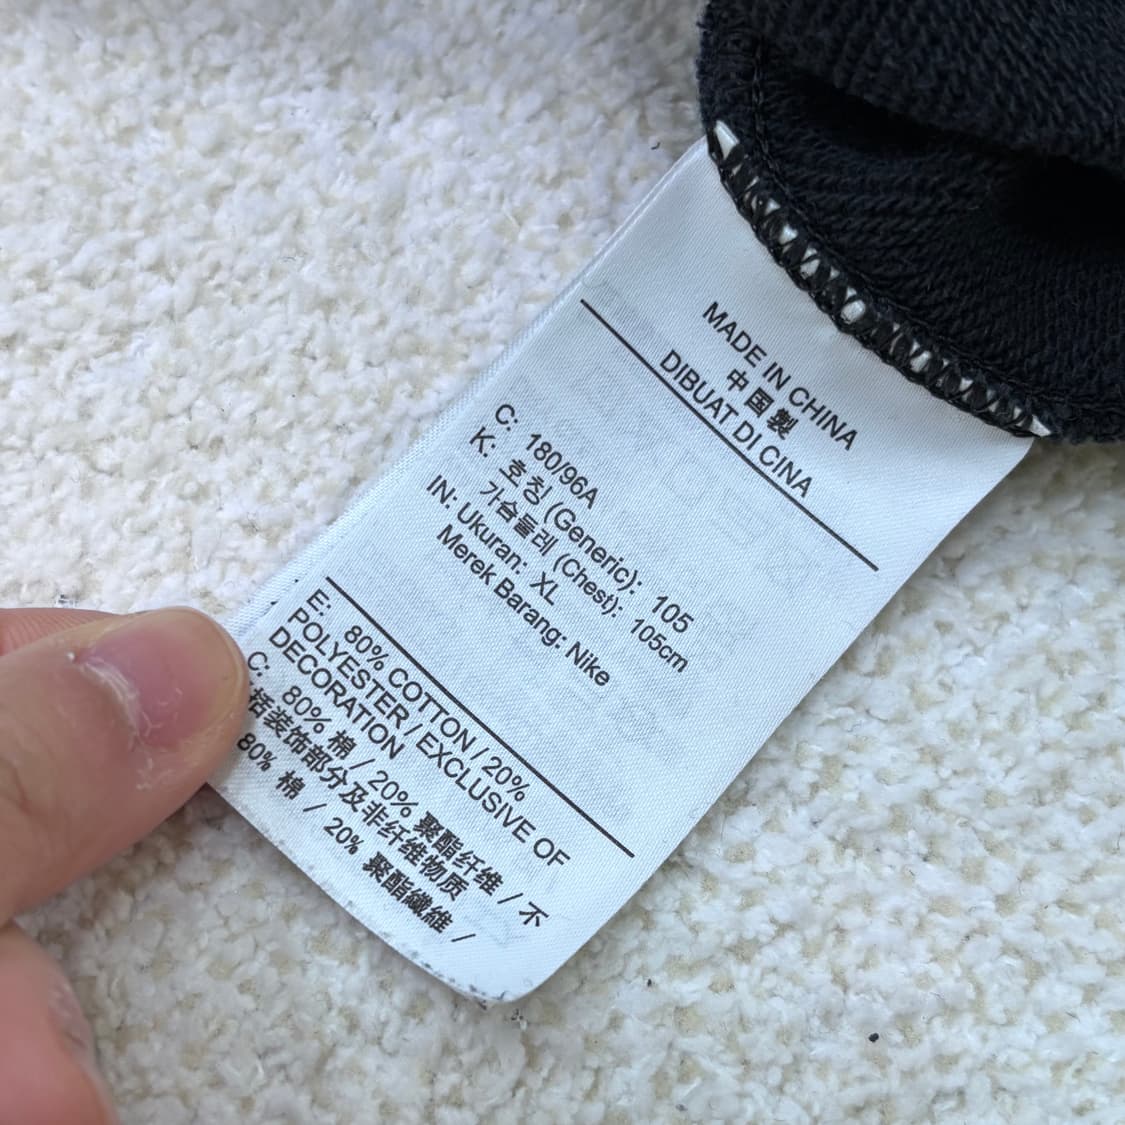 MADE IN CHINA
中国製
DIBUAT DI CINA
C: 180/96A
K: 호칭 (Generic): 105
가슴둘레 (Chest): 105cm
IN: Ukuran: XL
Merek Barang: Nike
E: 80% COTTON / 20%
POLYESTER / EXCLUSIVE OF
DECORATION
C: 80% 棉 / 20% 聚酯纤维 / 不
括装饰部分及非纤维物质
80% 棉 / 20% 聚酯纖維 /